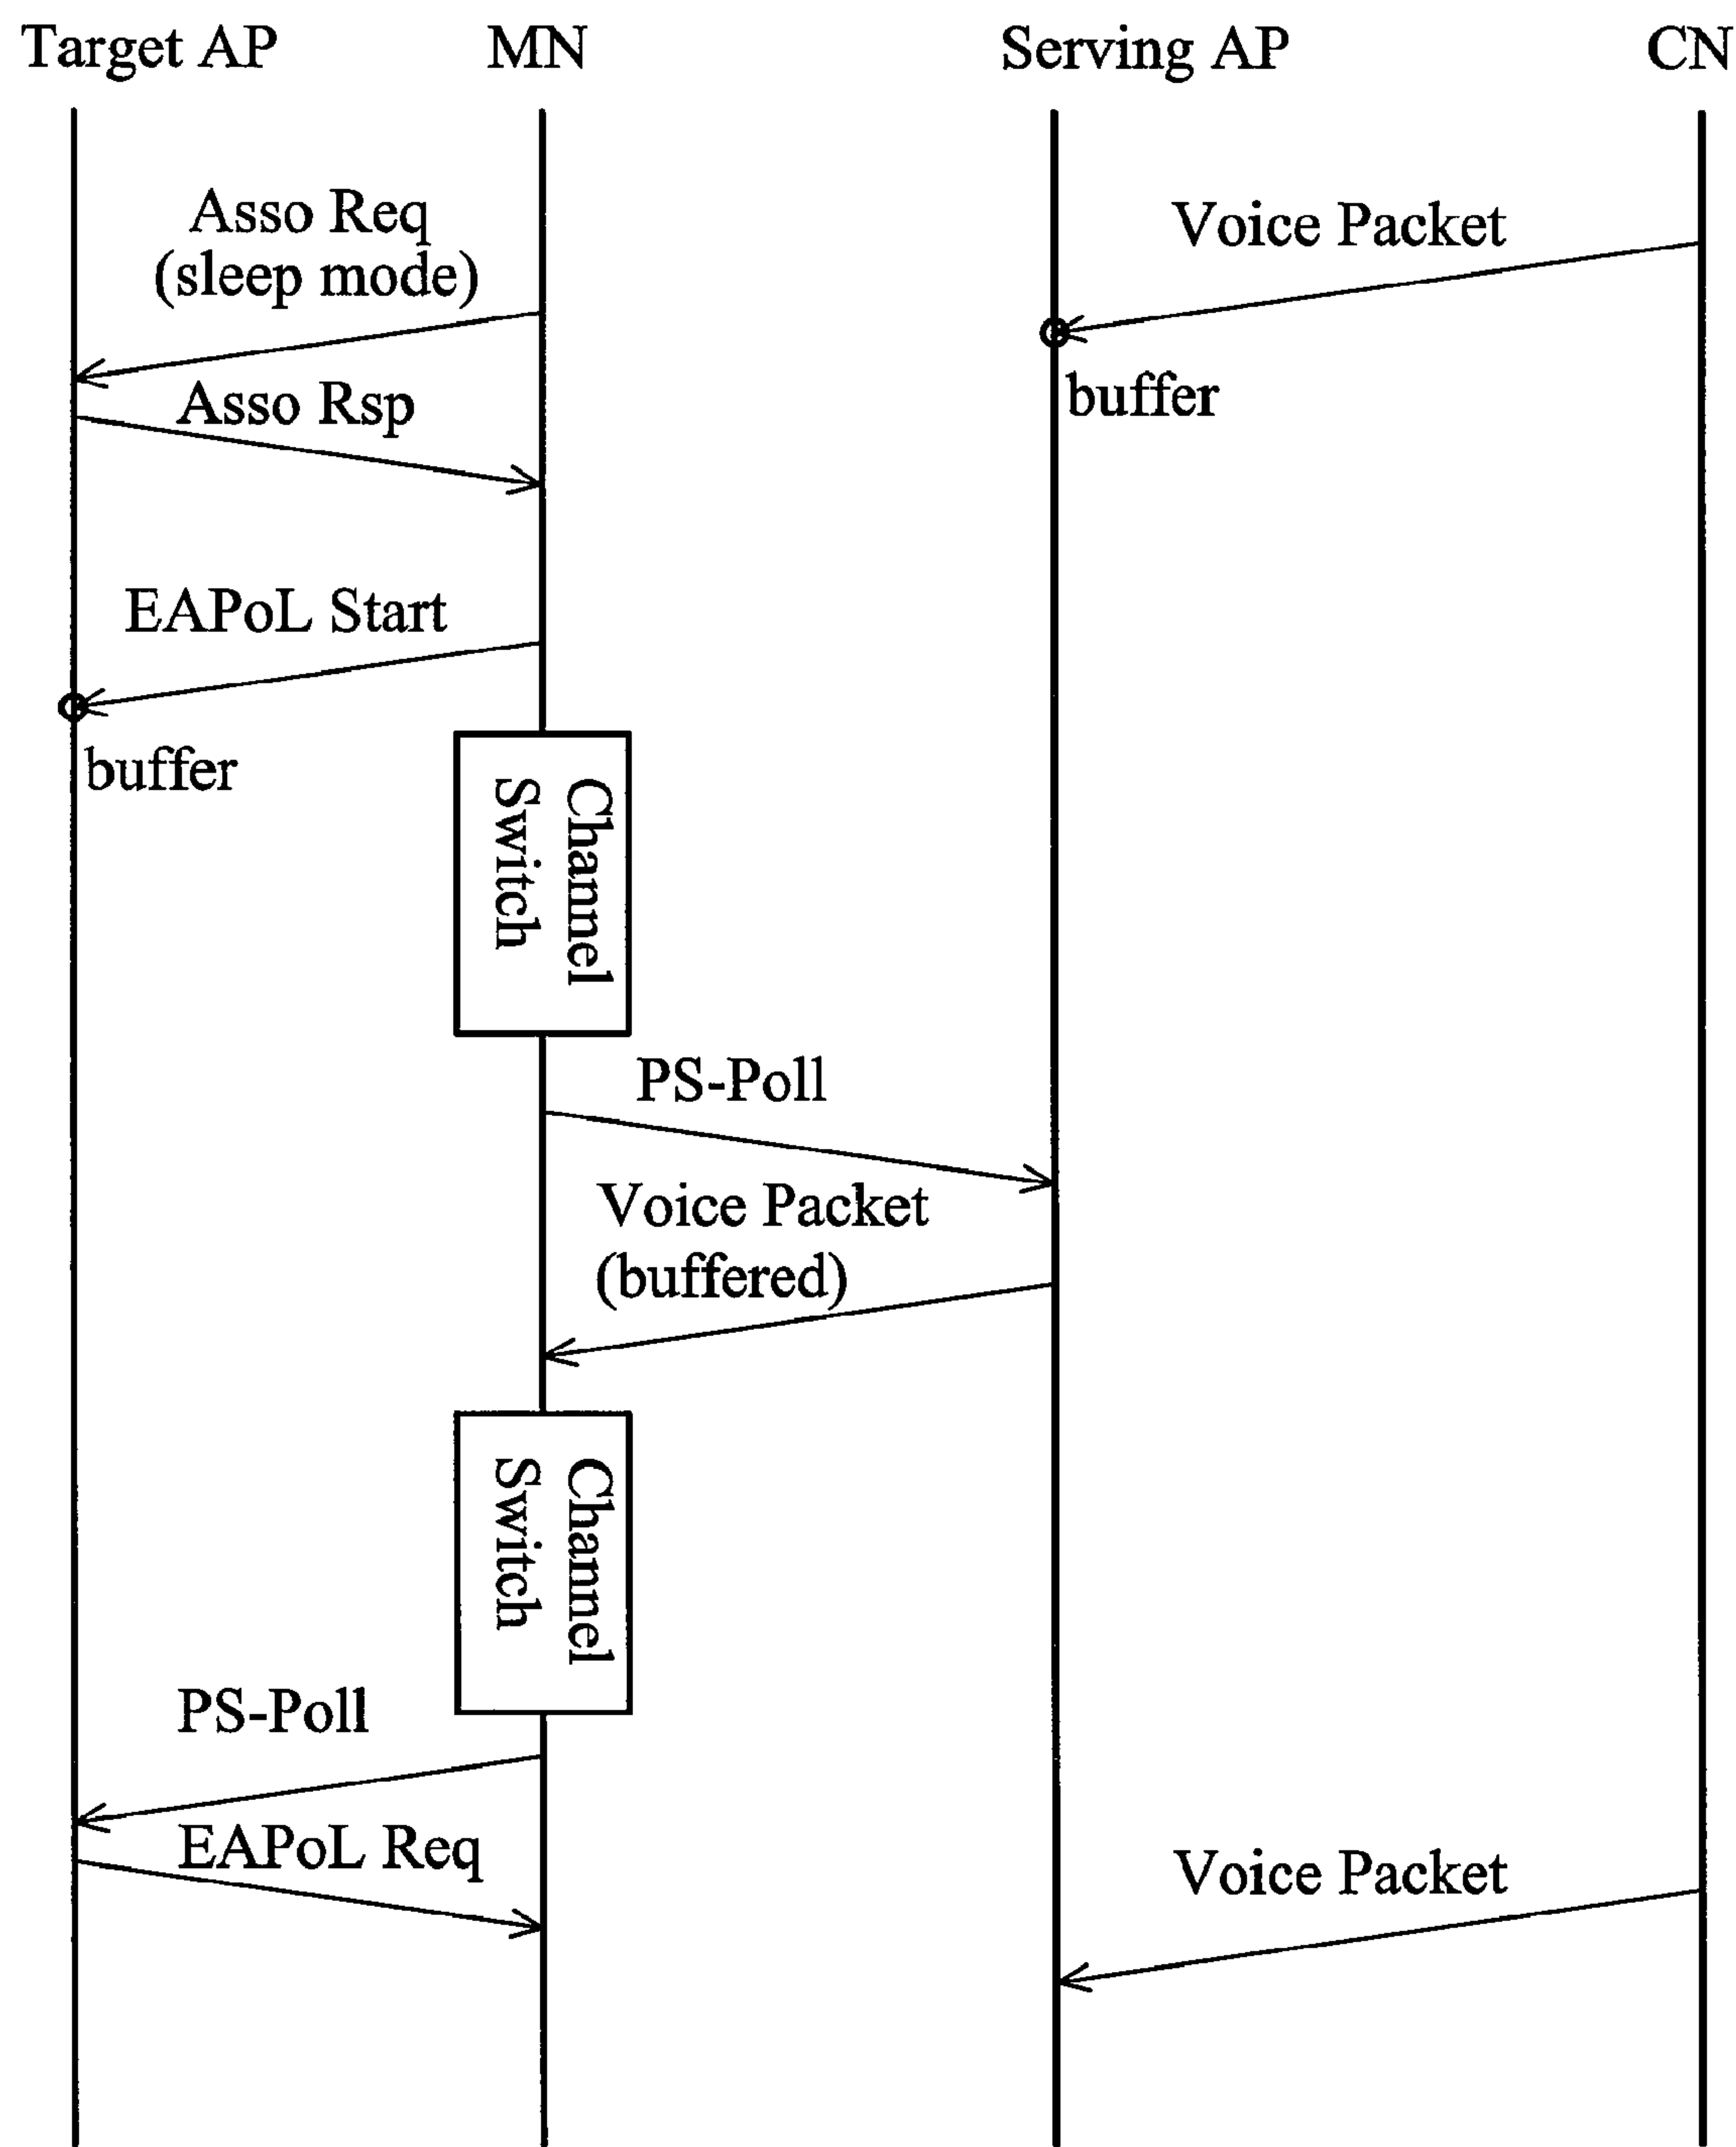 Target AP
MN
Serving AP
CN
Asso Req
(sleep mode)
Voice Packet
buffer
Asso Rsp
EAPoL Start
buffer
Channel
Switch
PS-Poll
Voice Packet
(buffered)
Channel
Switch
PS-Poll
EAPoL Req
Voice Packet